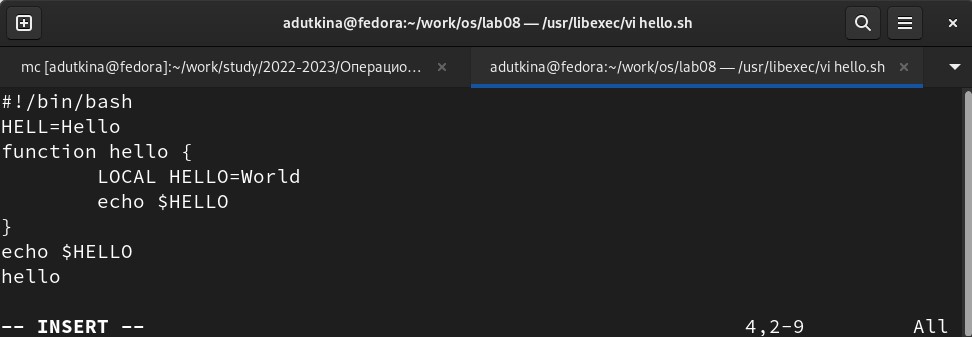 adutkina@fedora:~/work/os/lab08 — /usr/libexec/vi hello.sh
mc [adutkina@fedora]:~/work/study/2022-2023/Операцио...
adutkina@fedora:~/work/os/lab08 — /usr/libexec/vi hello.sh
#!/bin/bash
HELL=Hello
function hello {
        LOCAL HELLO=World
        echo $HELLO
}
echo $HELLO
hello
-- INSERT -- 4,2-9 All